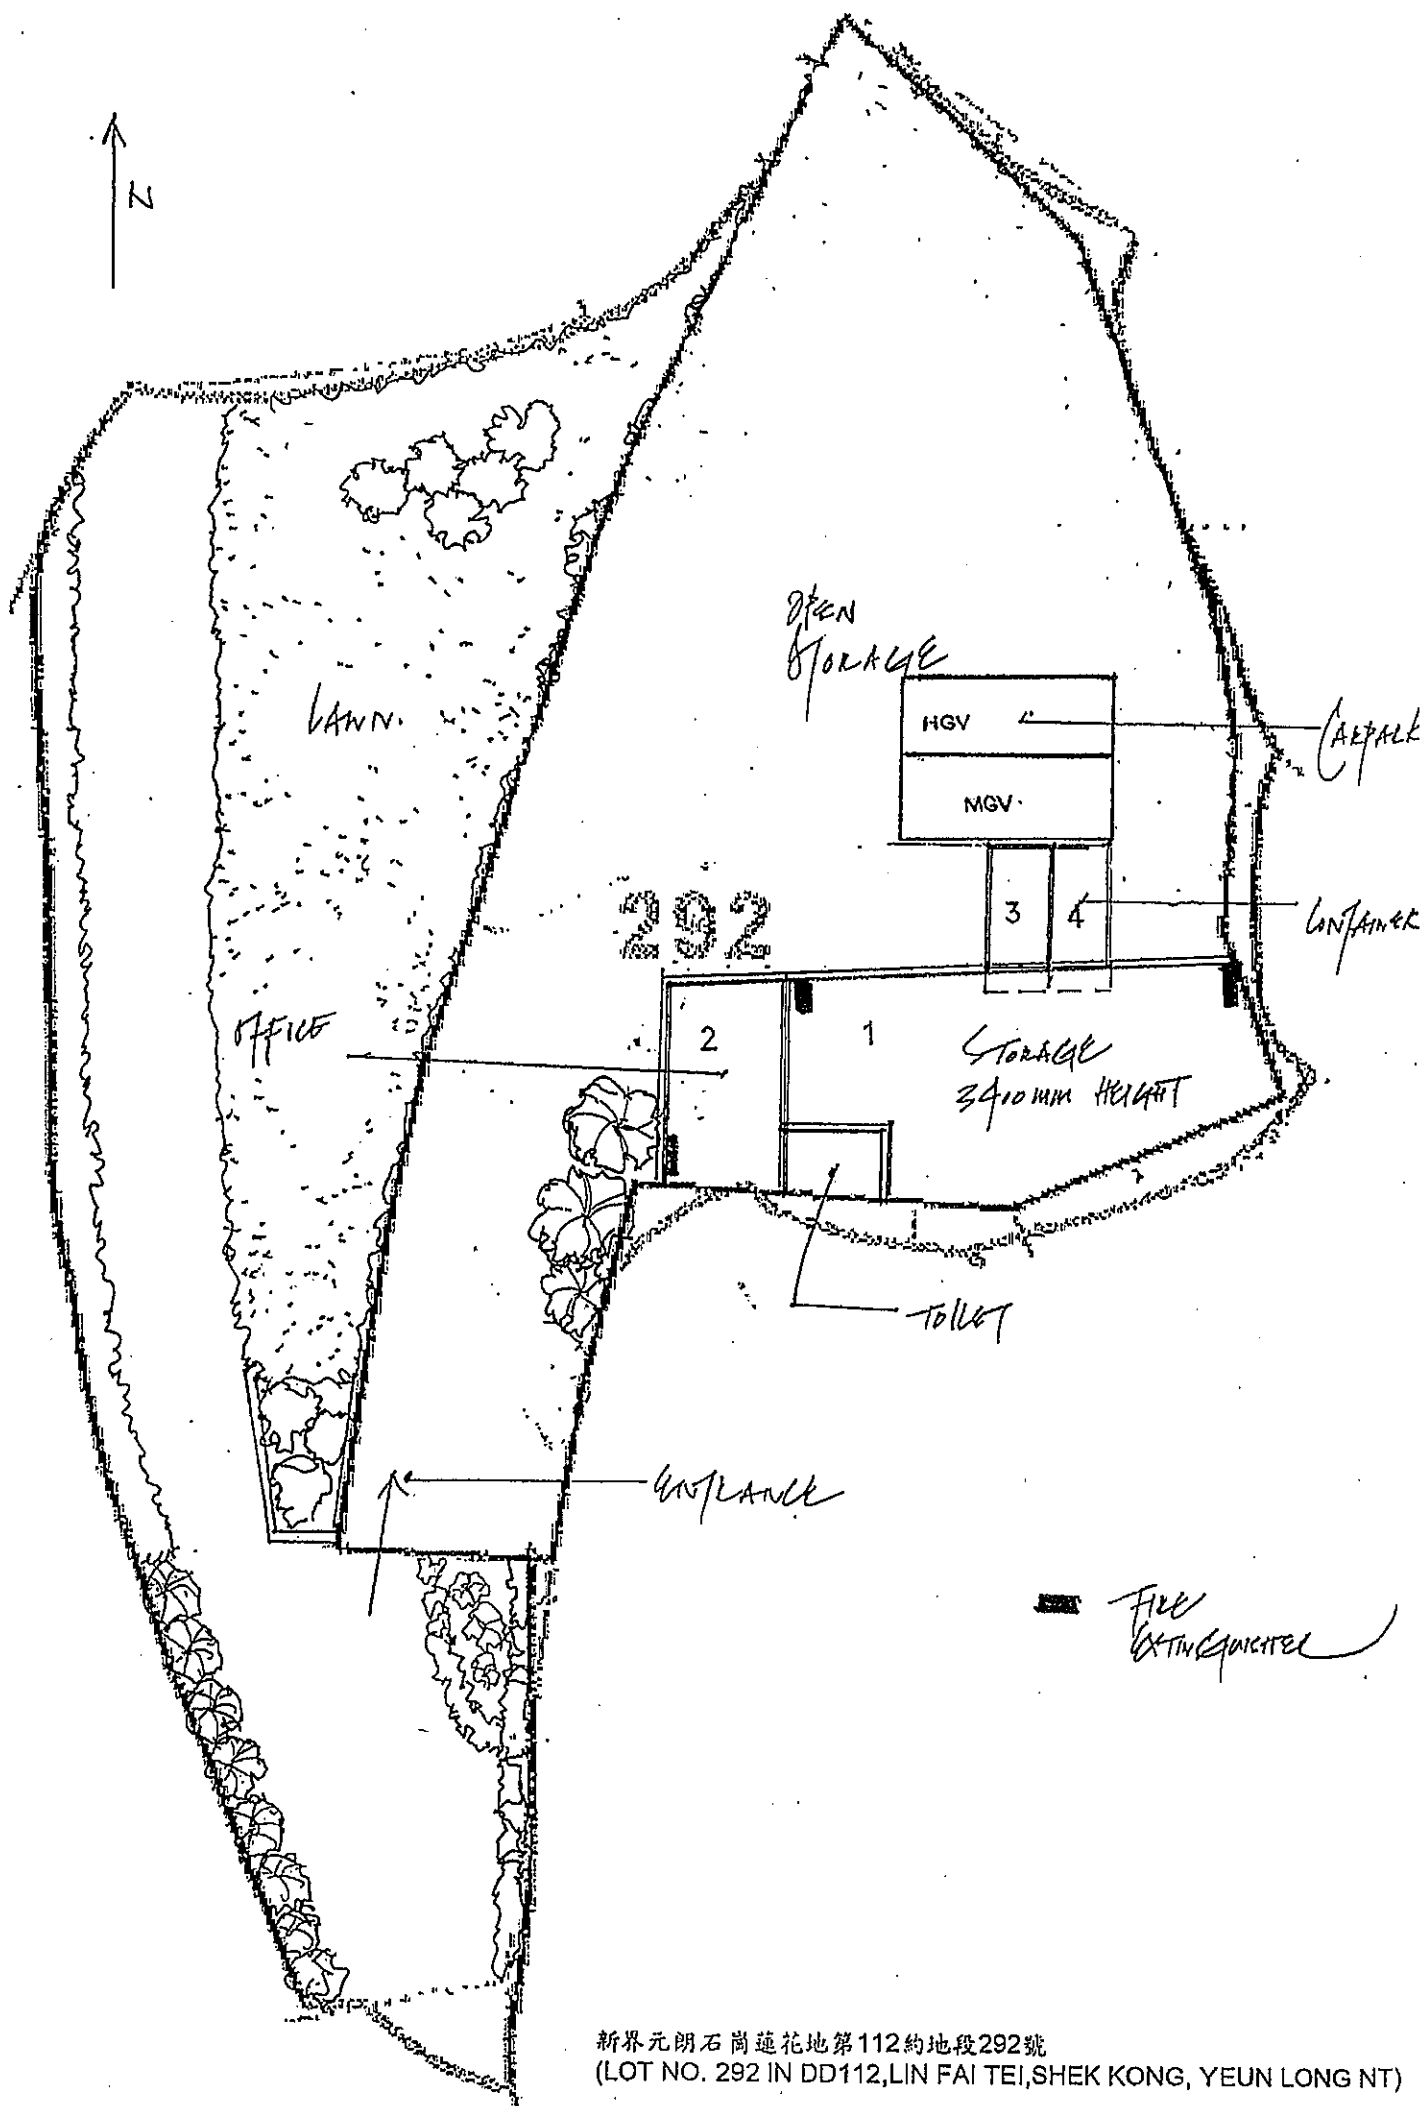 N
OPEN
STORAGE
HGV
CARPARK
MGV.
LAWN.
292
3
4
CONTAINER
OFFICE
2
1
STORAGE
3400mm HEIGHT
TOILET
ENTRANCE
FIRE
EXTINGUISHER
新界元朗石崗蓮花地第112約地段292號
(LOT NO. 292 IN DD112,LIN FAI TEI,SHEK KONG, YEUN LONG NT)